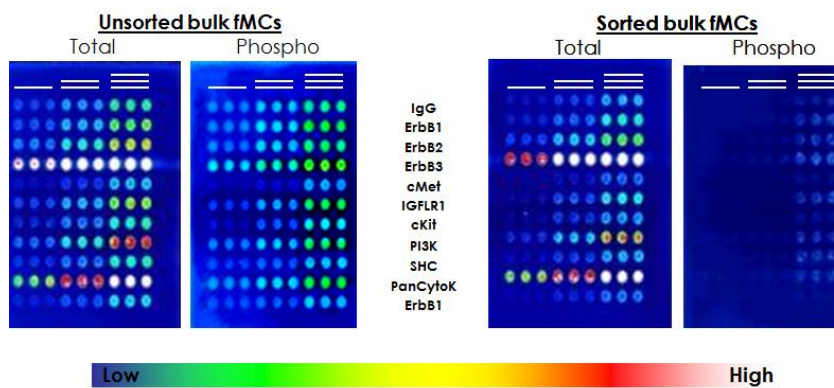 Unsorted bulk fMCs
Total
Phospho
Sorted bulk fMCs
Total
Phospho
IgG
ErbB1
ErbB2
ErbB3
cMet
IGFLR1
cKit
PI3K
SHC
PanCytoK
ErbB1
Low
High